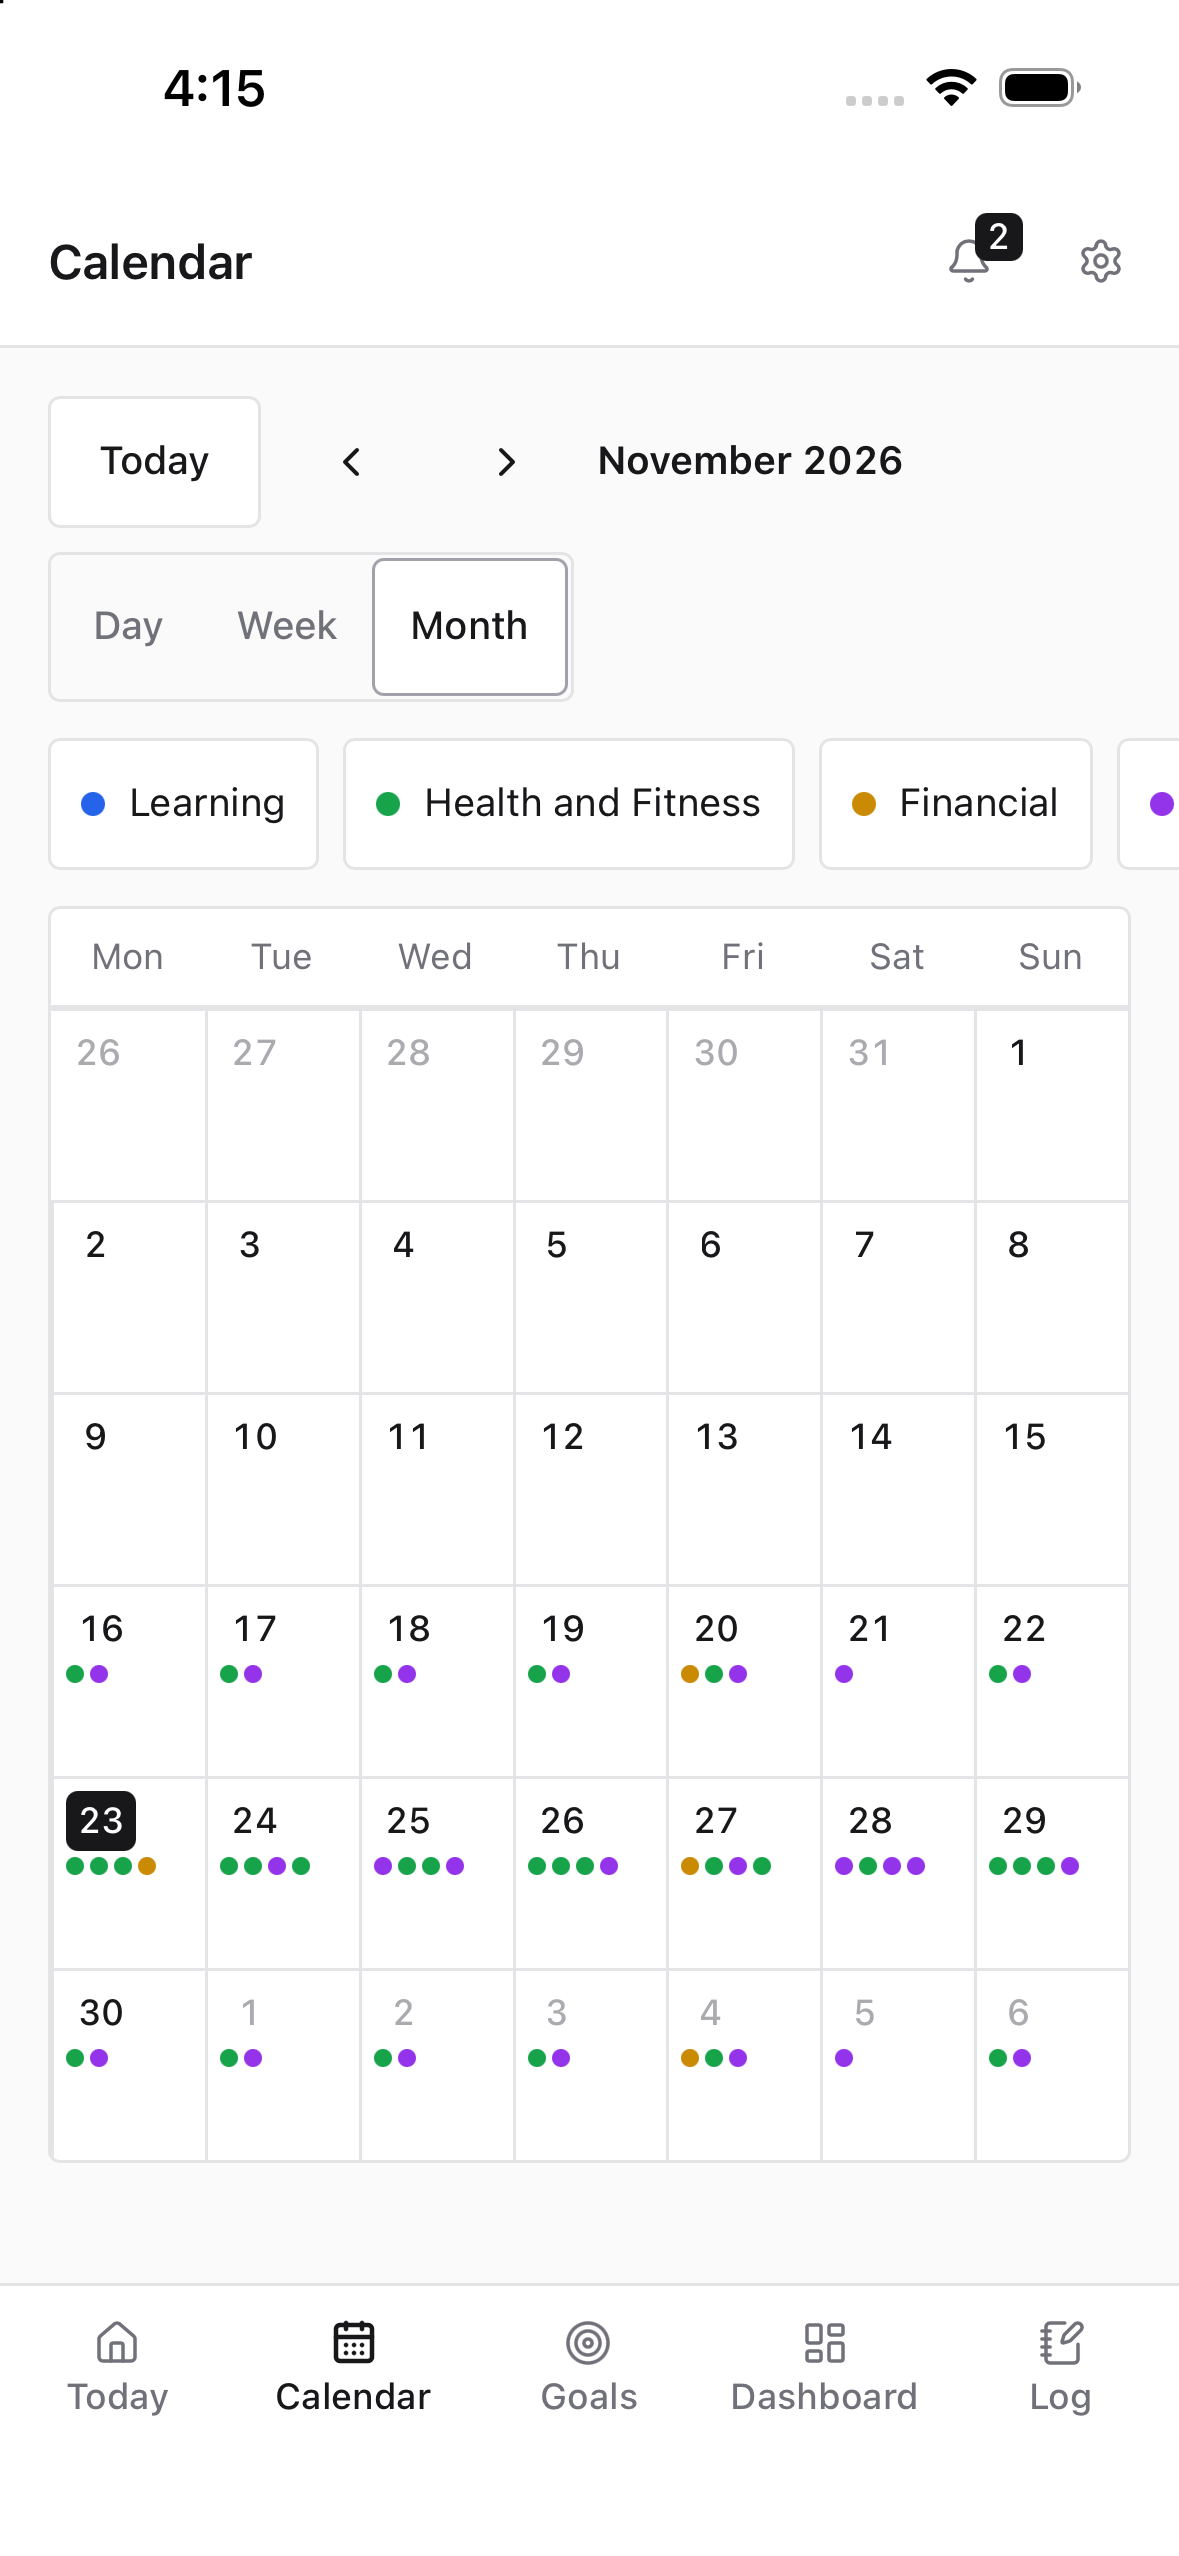 4:15
Calendar
2
Today
November 2026
Day Week Month
Learning Health and Fitness Financial
Mon Tue Wed Thu Fri Sat Sun
26 27 28 29 30 31 1
2 3 4 5 6 7 8
9 10 11 12 13 14 15
16 17 18 19 20 21 22
23 24 25 26 27 28 29
30 1 2 3 4 5 6
Today Calendar Goals Dashboard Log